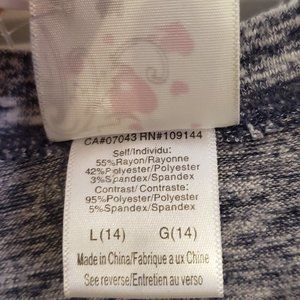 CA#07043 RN#109144
Self/Individu:
55%Rayon/Rayonne
42%Polyester/Polyester
3%Spandex/Spandex
Contrast/ Contraste:
95%Polyester/Polyester
5%Spandex/Spandex
L(14) G(14)
Made in China/Fabrique a ux Chine
See reverse/Entretien au verso